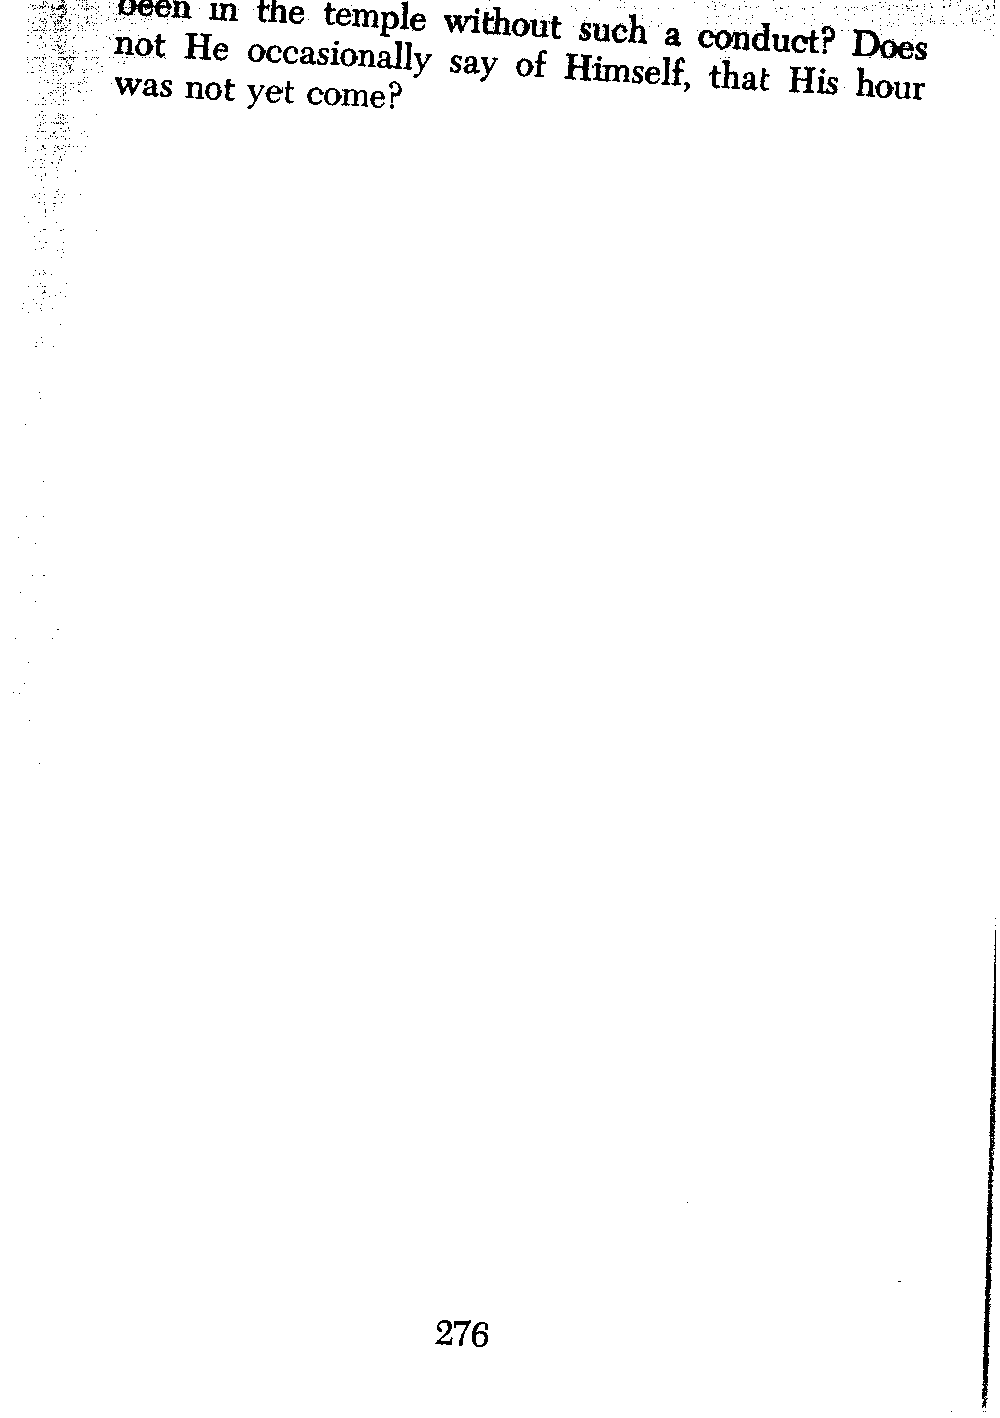 been in the temple without such a conduct? Does
not He occasionally say of Himself, that His hour
was not yet come?
276